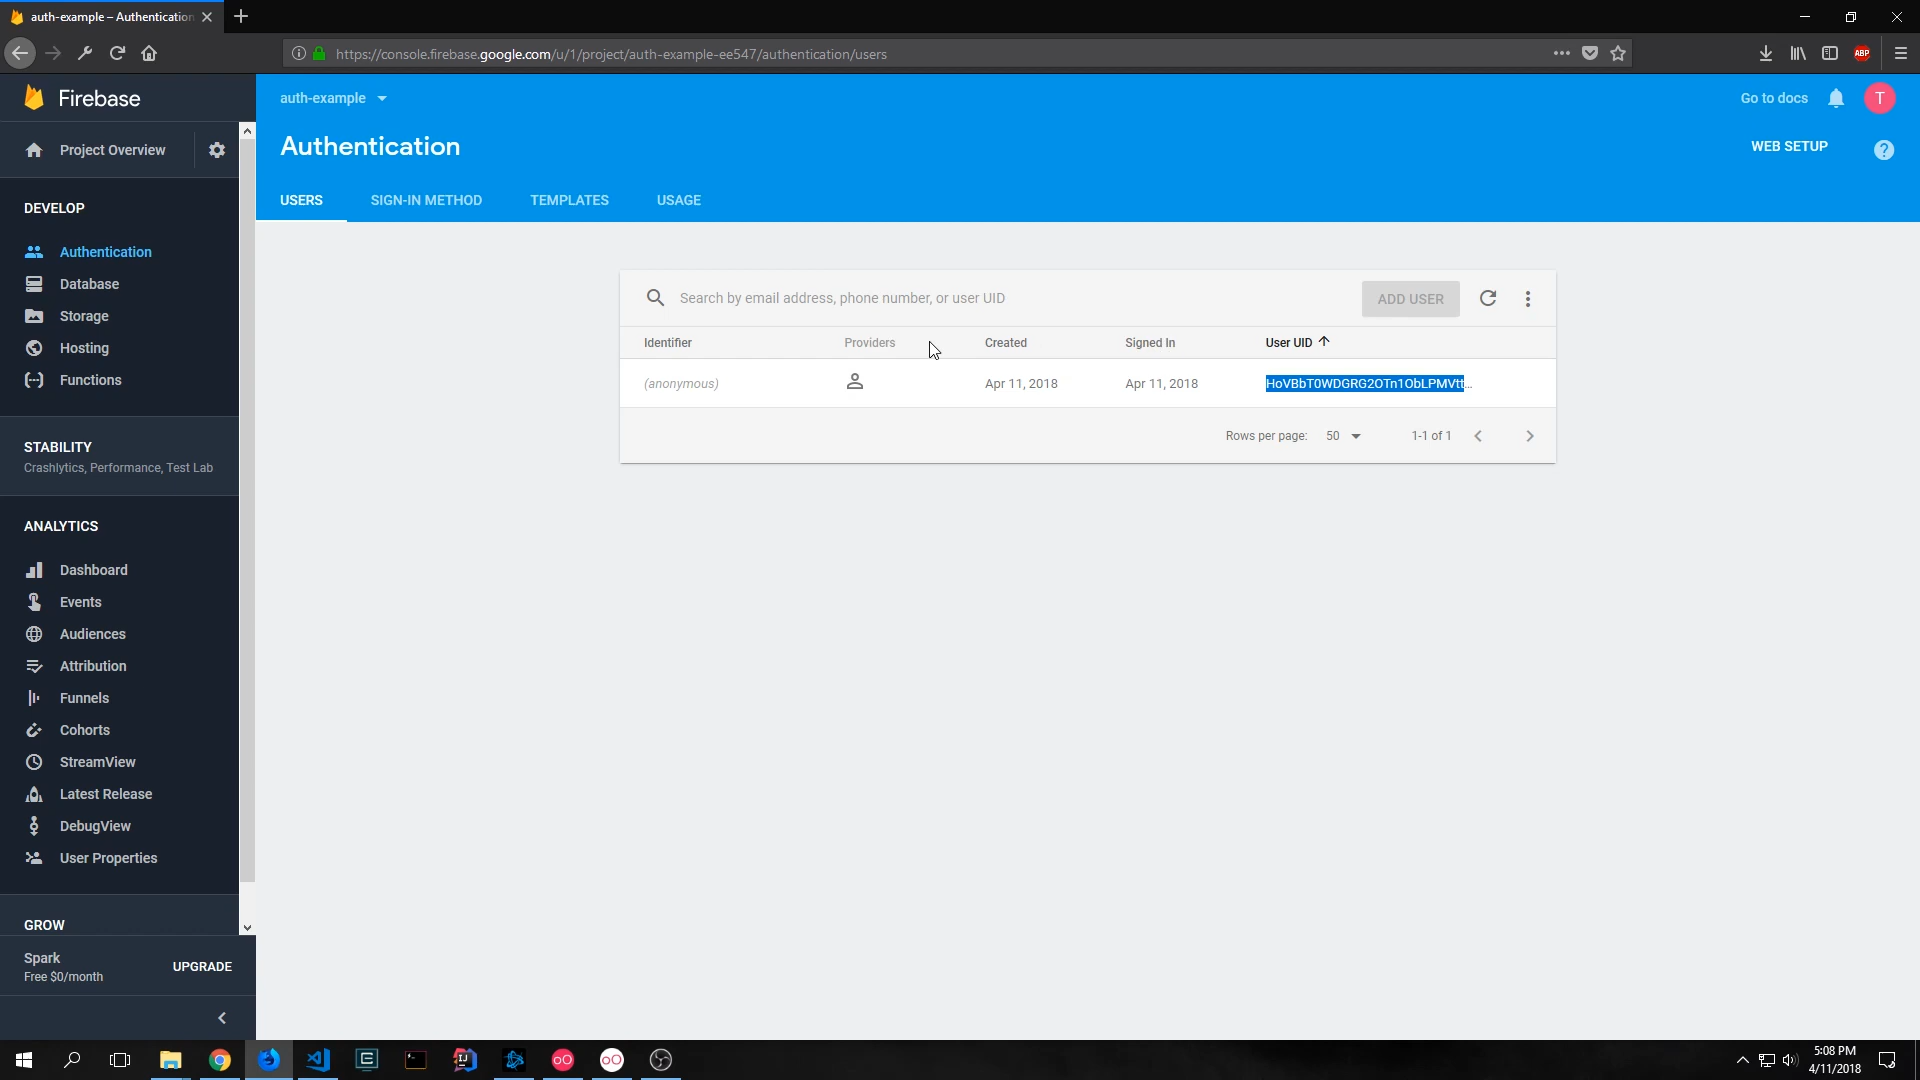 auth-example – Authentication
https://console.firebase.google.com/u/1/project/auth-example-ee547/authentication/users
ABP
Firebase
auth-example
Go to docs
T
Project Overview
Authentication
WEB SETUP
?
USERS
SIGN-IN METHOD
TEMPLATES
USAGE
DEVELOP
Authentication
Database
Storage
Hosting
Functions
STABILITY
Crashlytics, Performance, Test Lab
ANALYTICS
Dashboard
Events
Audiences
Attribution
Funnels
Cohorts
StreamView
Latest Release
DebugView
User Properties
GROW
Spark
Free $0/month
UPGRADE
Search by email address, phone number, or user UID
ADD USER
Identifier
Providers
Created
Signed In
User UID
(anonymous)
Apr 11, 2018
Apr 11, 2018
HoVBbT0WDGRG2OTn1ObLPMVtt...
Rows per page:
50
1-1 of 1
5:08 PM
4/11/2018